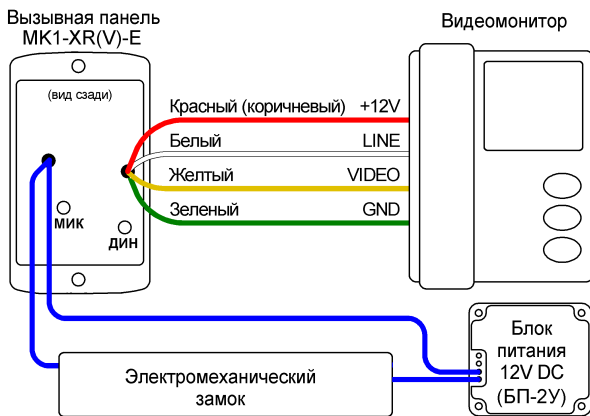 Вызывная панель
MK1-XR(V)-E
Видеомонитор
(вид сзади)
Красный (коричневый) +12V
Белый LINE
Желтый VIDEO
Зеленый GND
МИК
ДИН
Блок
питания
12V DC
(БП-2У)
Электромеханический
замок